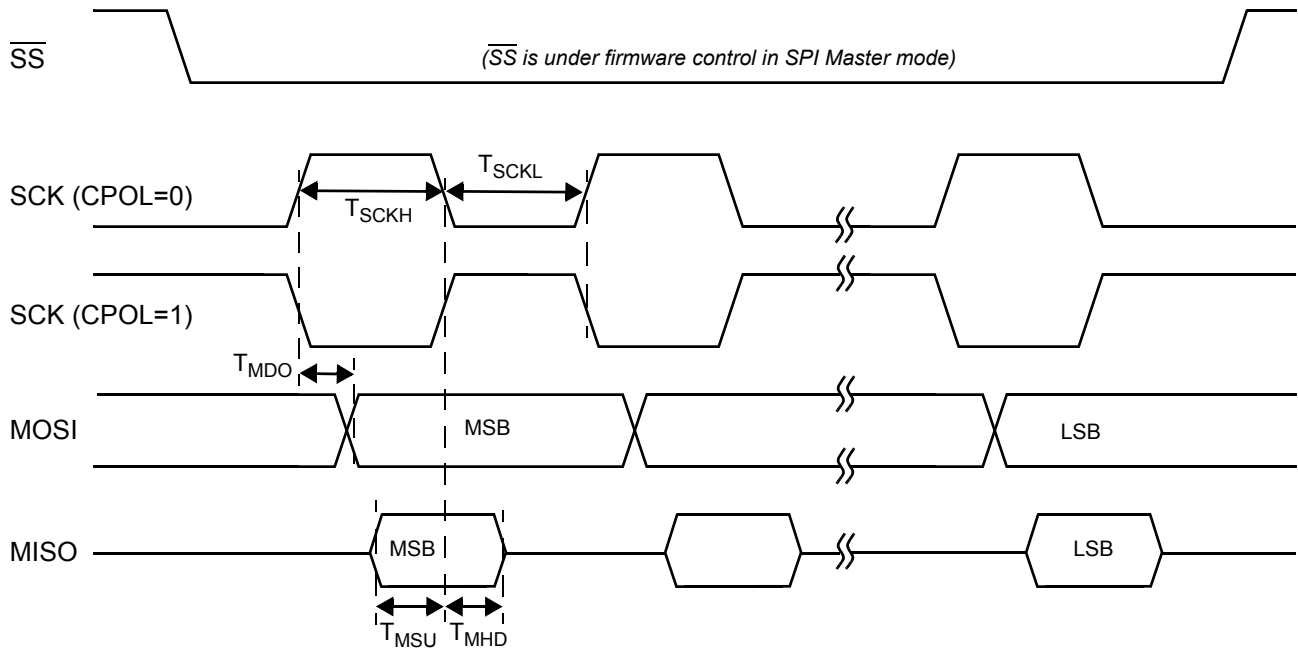 SS
(SS is under firmware control in SPI Master mode)
SCK (CPOL=0)
TSCKH
TSCKL
SCK (CPOL=1)
TMDO
MOSI
MSB
LSB
MISO
MSB
LSB
TMSU
TMHD